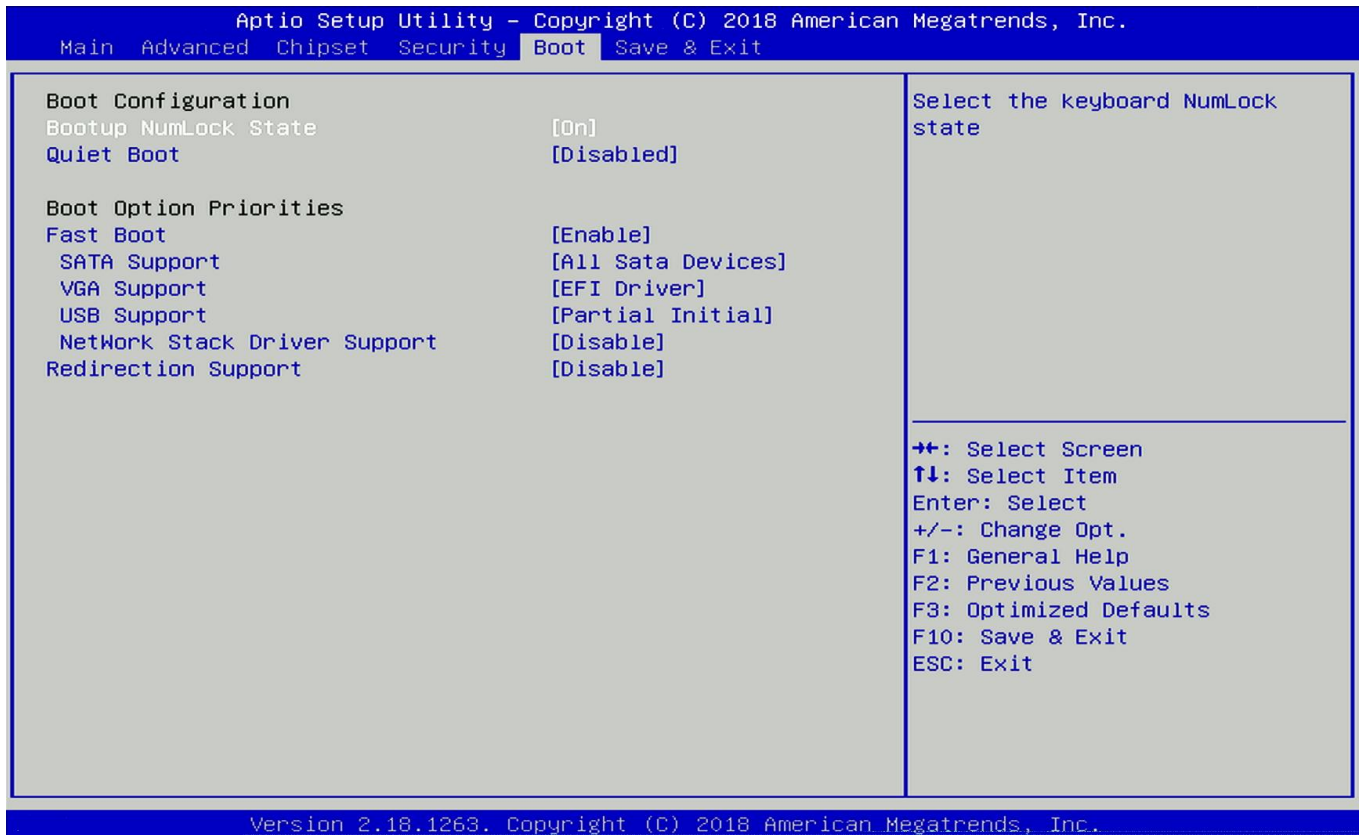 Aptio Setup Utility – Copyright (C) 2018 American Megatrends, Inc.
Main Advanced Chipset Security Boot Save & Exit
Boot Configuration
Bootup NumLock State [On]
Quiet Boot [Disabled]
Boot Option Priorities
Fast Boot [Enable]
SATA Support [All Sata Devices]
VGA Support [EFI Driver]
USB Support [Partial Initial]
NetWork Stack Driver Support [Disable]
Redirection Support [Disable]
Select the keyboard NumLock
state
→←: Select Screen
↑↓: Select Item
Enter: Select
+/-: Change Opt.
F1: General Help
F2: Previous Values
F3: Optimized Defaults
F10: Save & Exit
ESC: Exit
Version 2.18.1263. Copyright (C) 2018 American Megatrends, Inc.